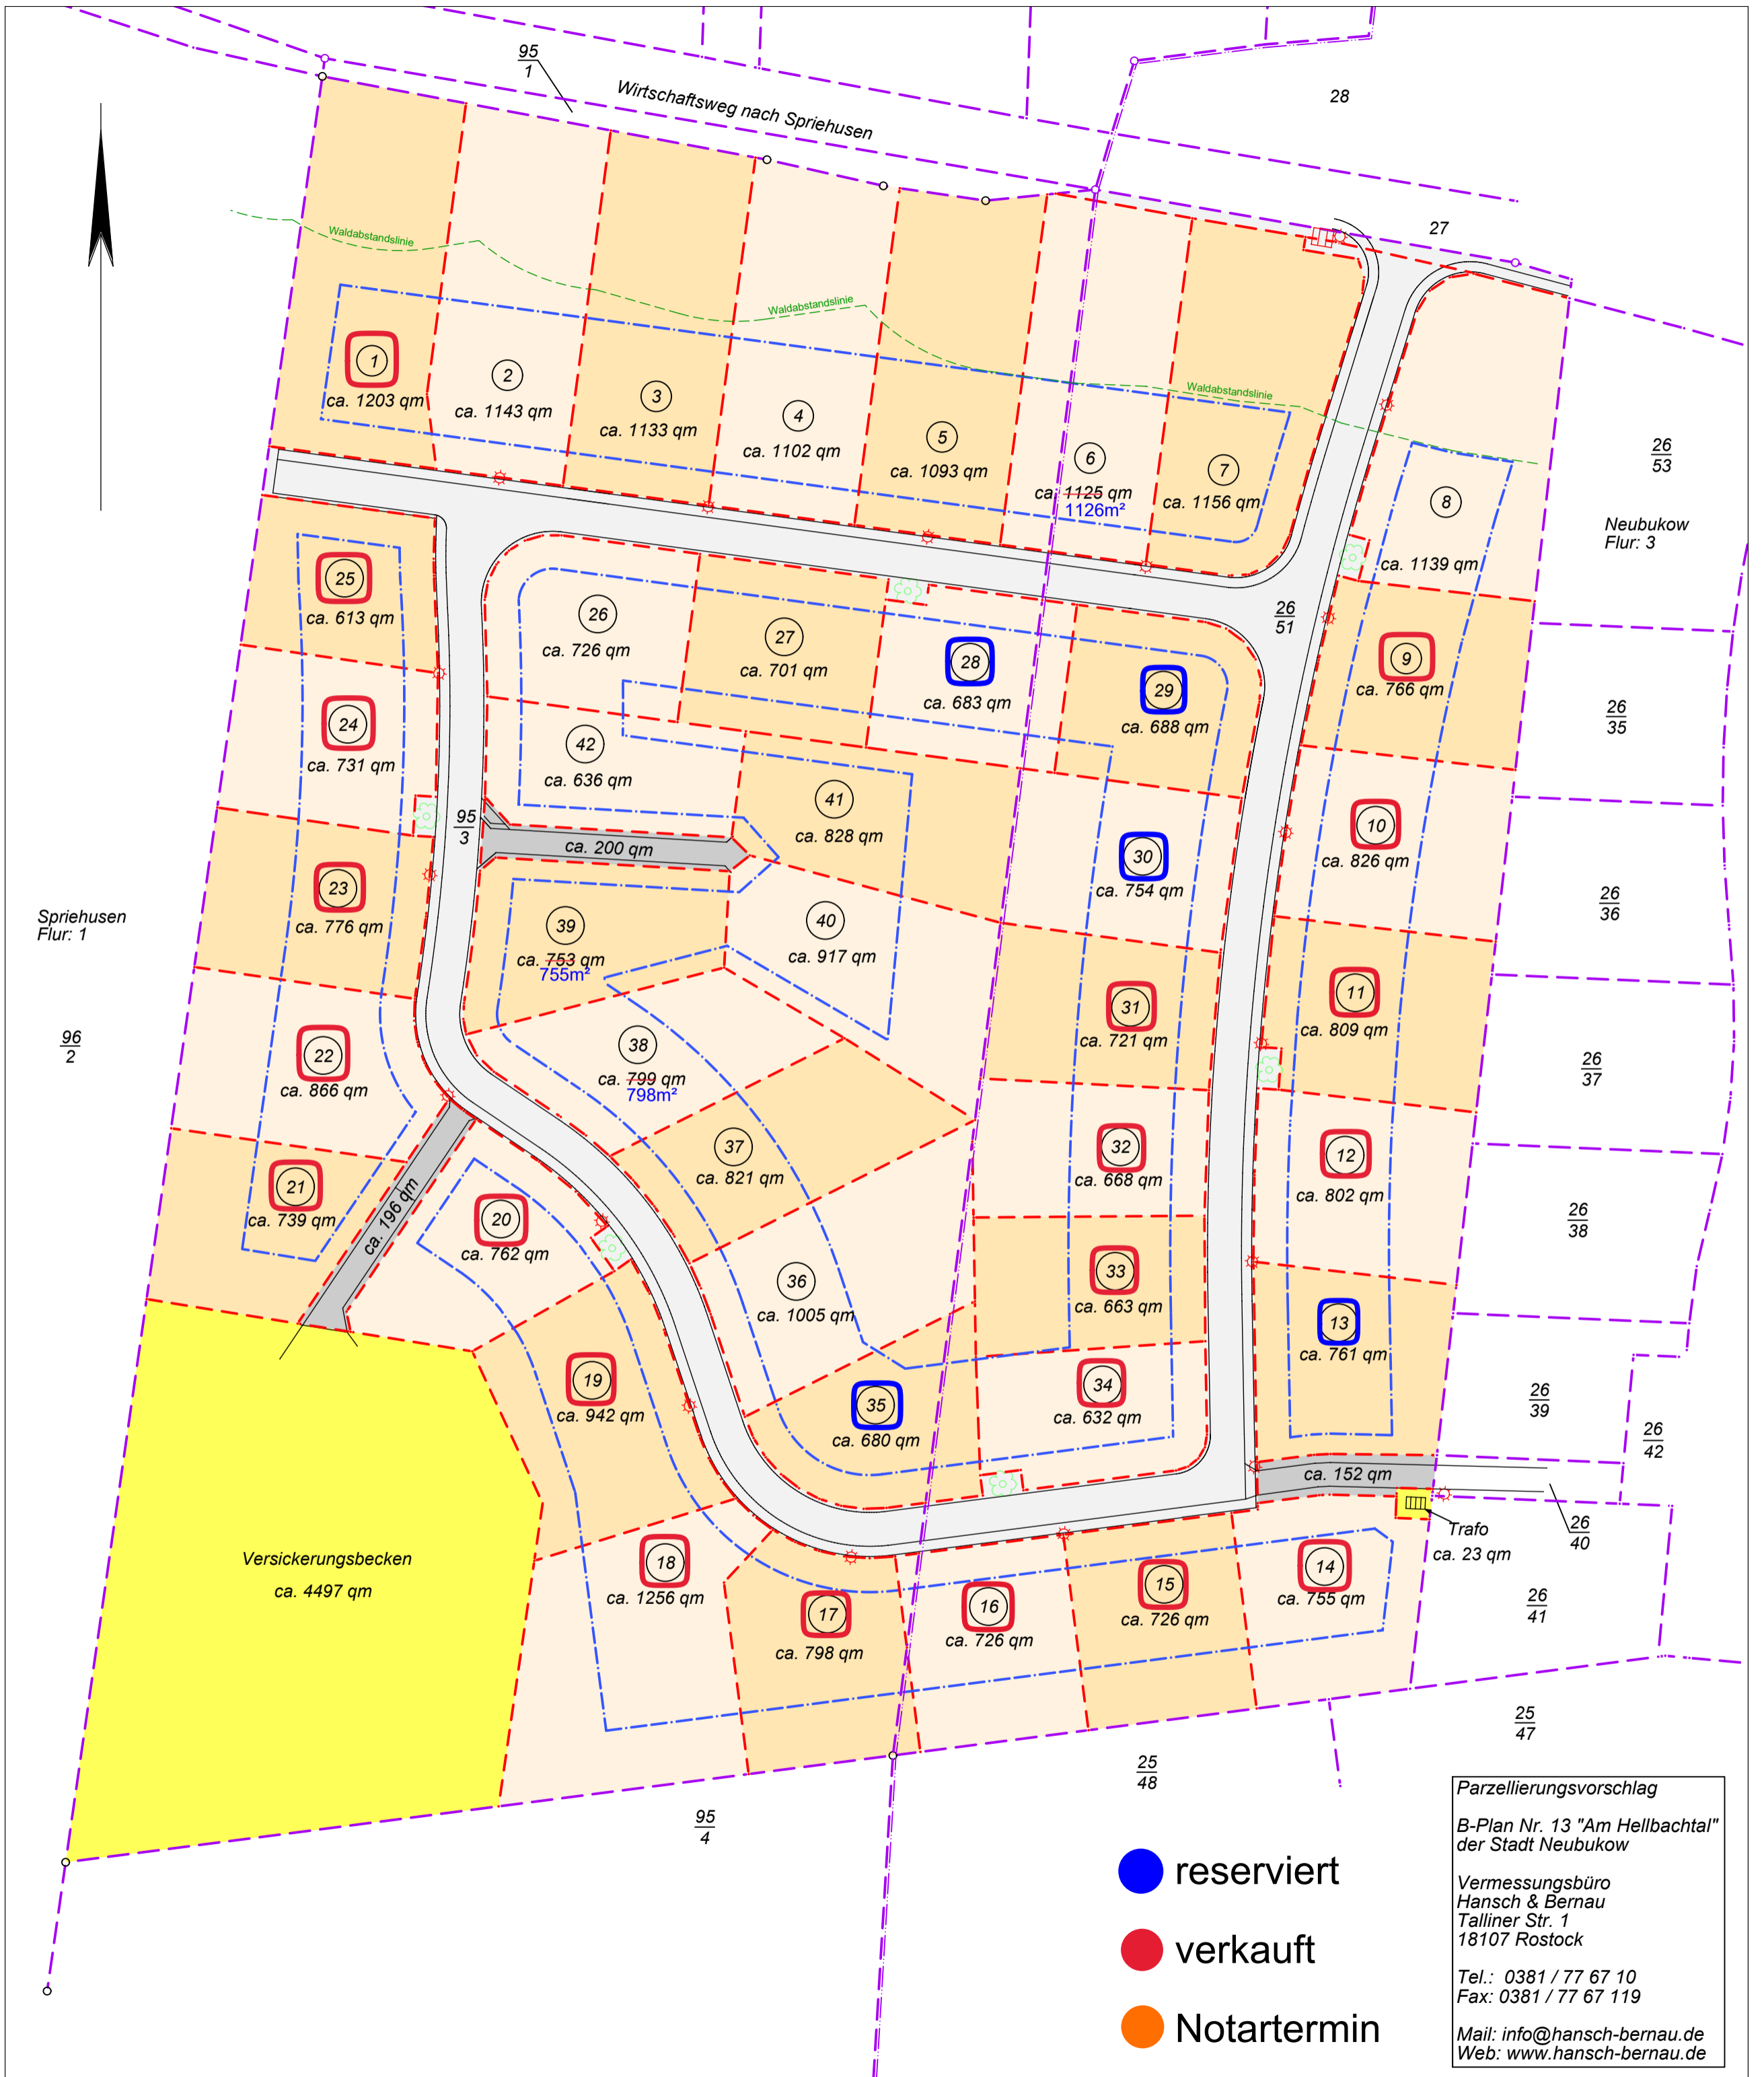 95
1
Wirtschaftsweg nach Spriehusen
28
27
Waldabstandslinie
Waldabstandslinie
Waldabstandslinie
1
ca. 1203 qm
2
ca. 1143 qm
3
ca. 1133 qm
4
ca. 1102 qm
5
ca. 1093 qm
6
ca. 1125 qm
1126m²
7
ca. 1156 qm
8
ca. 1139 qm
26
53
Neubukow
Flur: 3
25
ca. 613 qm
26
ca. 726 qm
27
ca. 701 qm
28
ca. 683 qm
29
ca. 688 qm
26
51
9
ca. 766 qm
26
35
24
ca. 731 qm
42
ca. 636 qm
41
ca. 828 qm
30
ca. 754 qm
10
ca. 826 qm
95
3
ca. 200 qm
26
36
23
ca. 776 qm
39
ca. 753 qm
755m²
40
ca. 917 qm
Spriehusen
Flur: 1
31
ca. 721 qm
11
ca. 809 qm
96
2
22
ca. 866 qm
38
ca. 799 qm
798m²
26
37
37
ca. 821 qm
32
ca. 668 qm
12
ca. 802 qm
21
ca. 739 qm
ca. 196 qm
20
ca. 762 qm
26
38
36
ca. 1005 qm
33
ca. 663 qm
13
ca. 761 qm
19
ca. 942 qm
35
ca. 680 qm
34
ca. 632 qm
26
39
26
42
ca. 152 qm
Trafo
ca. 23 qm
26
40
Versickerungsbecken
ca. 4497 qm
18
ca. 1256 qm
17
ca. 798 qm
16
ca. 726 qm
15
ca. 726 qm
14
ca. 755 qm
26
41
25
47
25
48
95
4
reserviert
verkauft
Notartermin
Parzellierungsvorschlag
B-Plan Nr. 13 "Am Hellbachtal"
der Stadt Neubukow
Vermessungsbüro
Hansch & Bernau
Talliner Str. 1
18107 Rostock
Tel.: 0381 / 77 67 10
Fax: 0381 / 77 67 119
Mail: info@hansch-bernau.de
Web: www.hansch-bernau.de